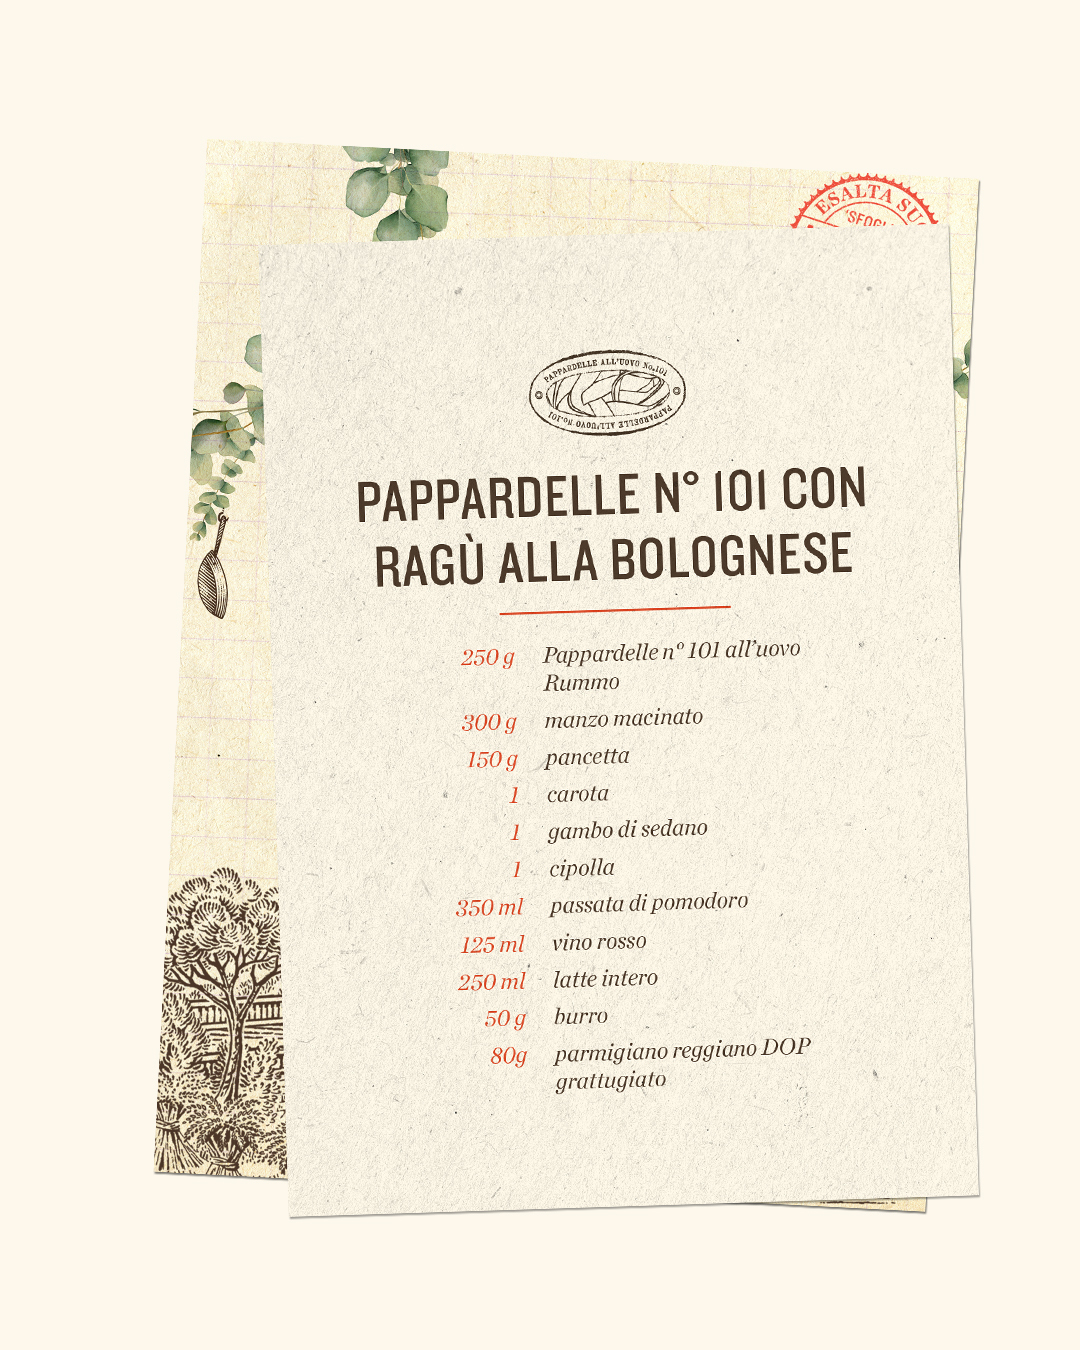 ESALTA SU
"SFOGL
PAPPARDELLE ALL'UOVO No.101
PAPPARDELLE ALL'UOVO No.101
PAPPARDELLE N° 101 CON
RAGÙ ALLA BOLOGNESE
250 g Pappardelle n° 101 all'uovo
Rummo
300 g manzo macinato
150 g pancetta
1 carota
1 gambo di sedano
1 cipolla
350 ml passata di pomodoro
125 ml vino rosso
250 ml latte intero
50 g burro
80g parmigiano reggiano DOP
grattugiato